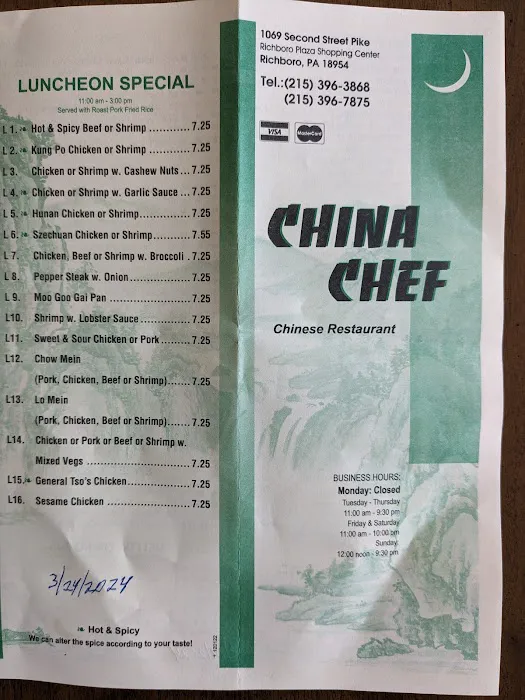 LUNCHEON SPECIAL
11:00 am - 3:00 pm
Served with Roast Pork Fried Rice
L 1. Hot & Spicy Beef or Shrimp ........... 7.25
L 2. Kung Po Chicken or Shrimp .......... 7.25
L 3. Chicken or Shrimp w. Cashew Nuts ... 7.25
L 4. Chicken or Shrimp w. Garlic Sauce ... 7.25
L 5. Hunan Chicken or Shrimp............. 7.25
L 6. Szechuan Chicken or Shrimp......... 7.55
L 7. Chicken, Beef or Shrimp w. Broccoli . 7.25
L 8. Pepper Steak w. Onion............... 7.25
L 9. Moo Goo Gai Pan .................... 7.25
L10. Shrimp w. Lobster Sauce............ 7.25
L11. Sweet & Sour Chicken or Pork ....... 7.25
L12. Chow Mein
(Pork, Chicken, Beef or Shrimp)....... 7.25
L13. Lo Mein
(Pork, Chicken, Beef or Shrimp)....... 7.25
L14. Chicken or Pork or Beef or Shrimp w.
Mixed Vegs ........................ 7.25
L15. General Tso's Chicken.............. 7.25
L16. Sesame Chicken .................... 7.25
3/24/2024
Hot & Spicy
We can alter the spice according to your taste!
1069 Second Street Pike
Richboro Plaza Shopping Center
Richboro, PA 18954
Tel.:(215) 396-3868
(215) 396-7875
VISA MasterCard
CHINA
CHEF
Chinese Restaurant
BUSINESS HOURS:
Monday: Closed
Tuesday - Thursday
11:00 am - 9:30 pm
Friday & Saturday
11:00 am - 10:00 pm
Sunday:
12:00 noon - 9:30 pm